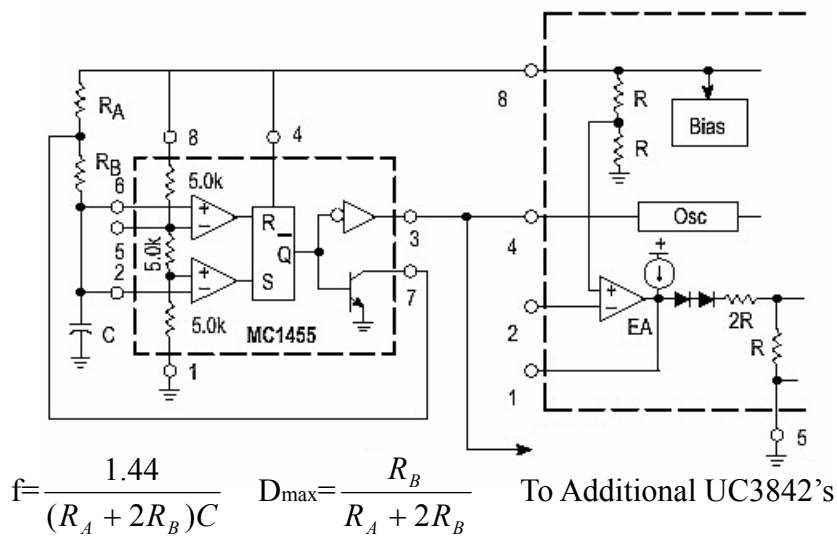 R_A
8
4
8
R
R
Bias
R_B
6
5.0k
+
−
R
Q̅
S
3
4
Osc
5
5.0k
2
+
−
7
+
C
5.0k
MC1455
1
2
+
−
EA
2R
R
1
5
f=1.44/((R_A + 2R_B)C) Dmax=R_B/(R_A + 2R_B) To Additional UC3842's